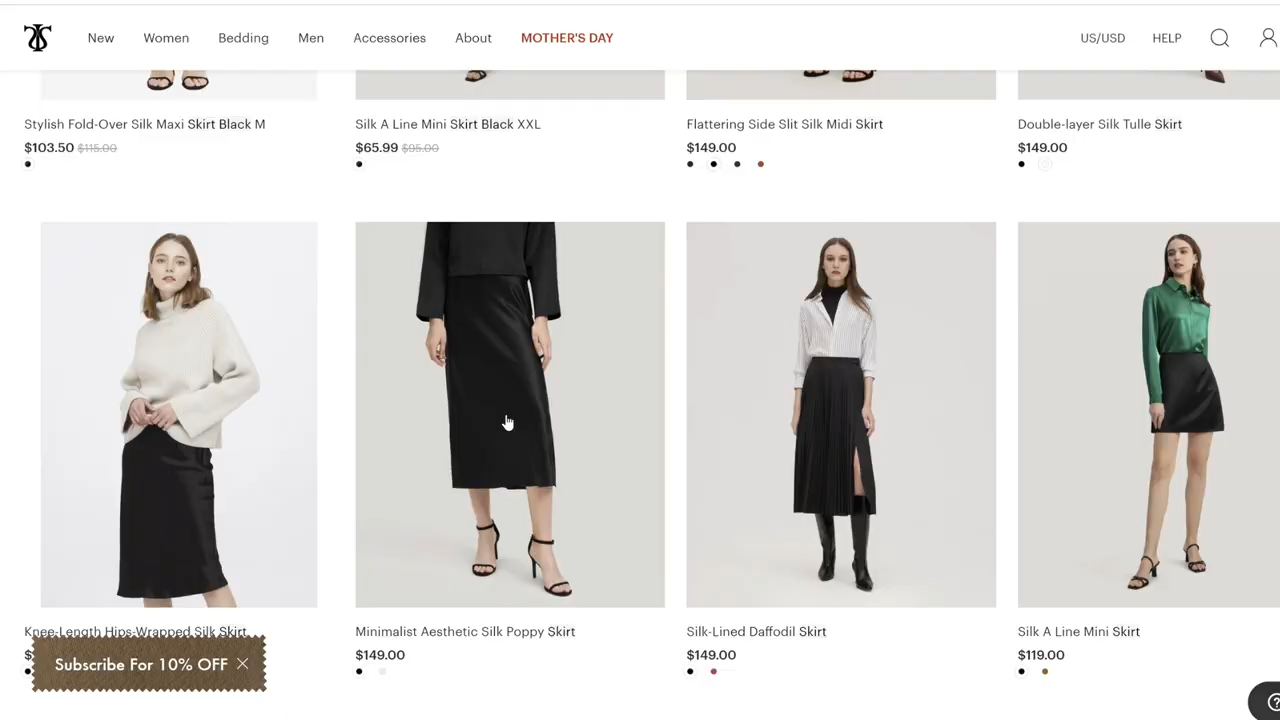 New Women Bedding Men Accessories About MOTHER'S DAY US/USD HELP
Stylish Fold-Over Silk Maxi Skirt Black M
$103.50 $115.00
Silk A Line Mini Skirt Black XXL
$65.99 $95.00
Flattering Side Slit Silk Midi Skirt
$149.00
Double-layer Silk Tulle Skirt
$149.00
Knee-Length Hips-Wrapped Silk Skirt
$
Subscribe For 10% OFF
Minimalist Aesthetic Silk Poppy Skirt
$149.00
Silk-Lined Daffodil Skirt
$149.00
Silk A Line Mini Skirt
$119.00